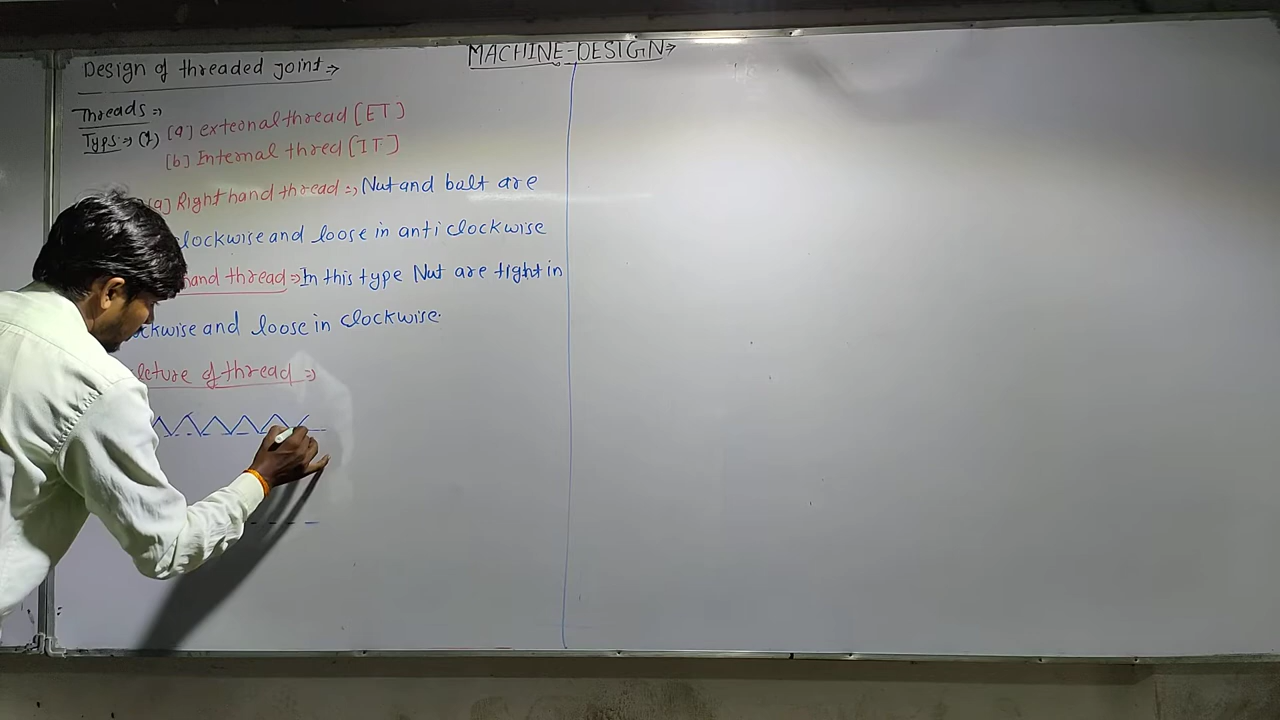 MACHINE-DESIGN⇒
Design of threaded joint⇒
Threads⇒
Typs⇒(1) [a] external thread [ET]
[b] Internal thred [IT]
[a] Right hand thread⇒, Nut and balt are
lockwise and loose in anti clockwise
hand thread⇒In this type Nut are tight in
ckwise and loose in clockwise.
cture of thread⇒